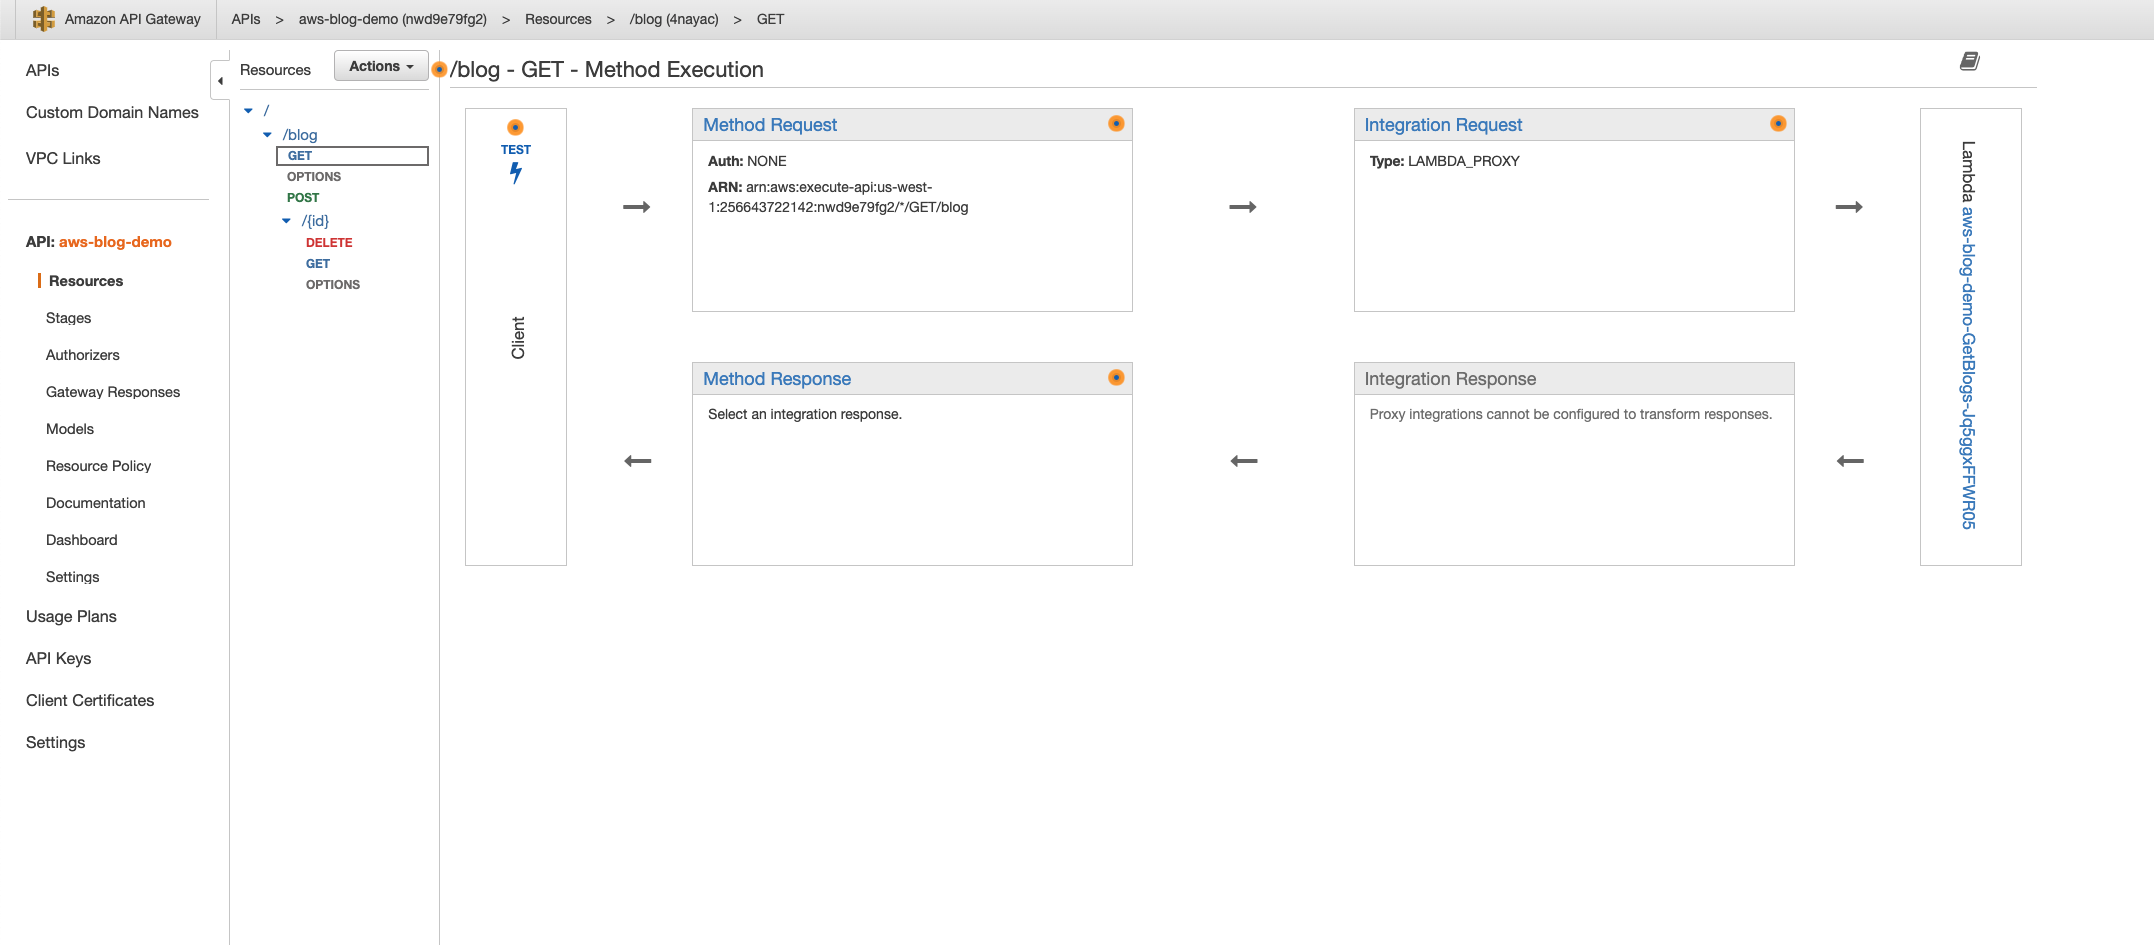 Amazon API Gateway
APIs > aws-blog-demo (nwd9e79fg2) > Resources > /blog (4nayac) > GET
APIs
Custom Domain Names
VPC Links
API: aws-blog-demo
Resources
Stages
Authorizers
Gateway Responses
Models
Resource Policy
Documentation
Dashboard
Settings
Usage Plans
API Keys
Client Certificates
Settings
Resources
Actions
/
/blog
GET
OPTIONS
POST
/{id}
DELETE
GET
OPTIONS
/blog - GET - Method Execution
TEST
Client
Method Request
Auth: NONE
ARN: arn:aws:execute-api:us-west-
1:256643722142:nwd9e79fg2/*/GET/blog
Integration Request
Type: LAMBDA_PROXY
Method Response
Select an integration response.
Integration Response
Proxy integrations cannot be configured to transform responses.
Lambda aws-blog-demo-GetBlogs-Jq5ggxFFWR05